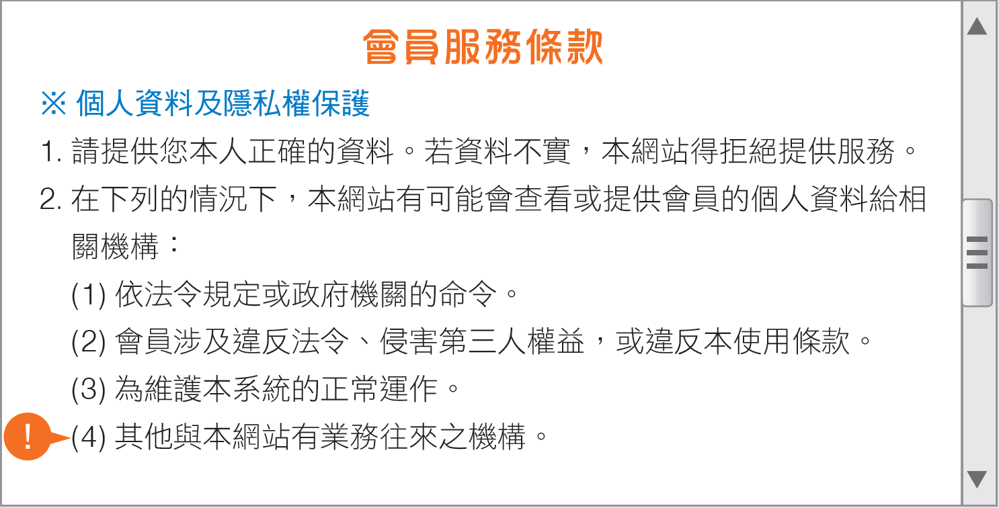 會員服務條款
※ 個人資料及隱私權保護
1. 請提供您本人正確的資料。若資料不實，本網站得拒絕提供服務。
2. 在下列的情況下，本網站有可能會查看或提供會員的個人資料給相
關機構：
(1) 依法令規定或政府機關的命令。
(2) 會員涉及違反法令、侵害第三人權益，或違反本使用條款。
(3) 為維護本系統的正常運作。
! (4) 其他與本網站有業務往來之機構。